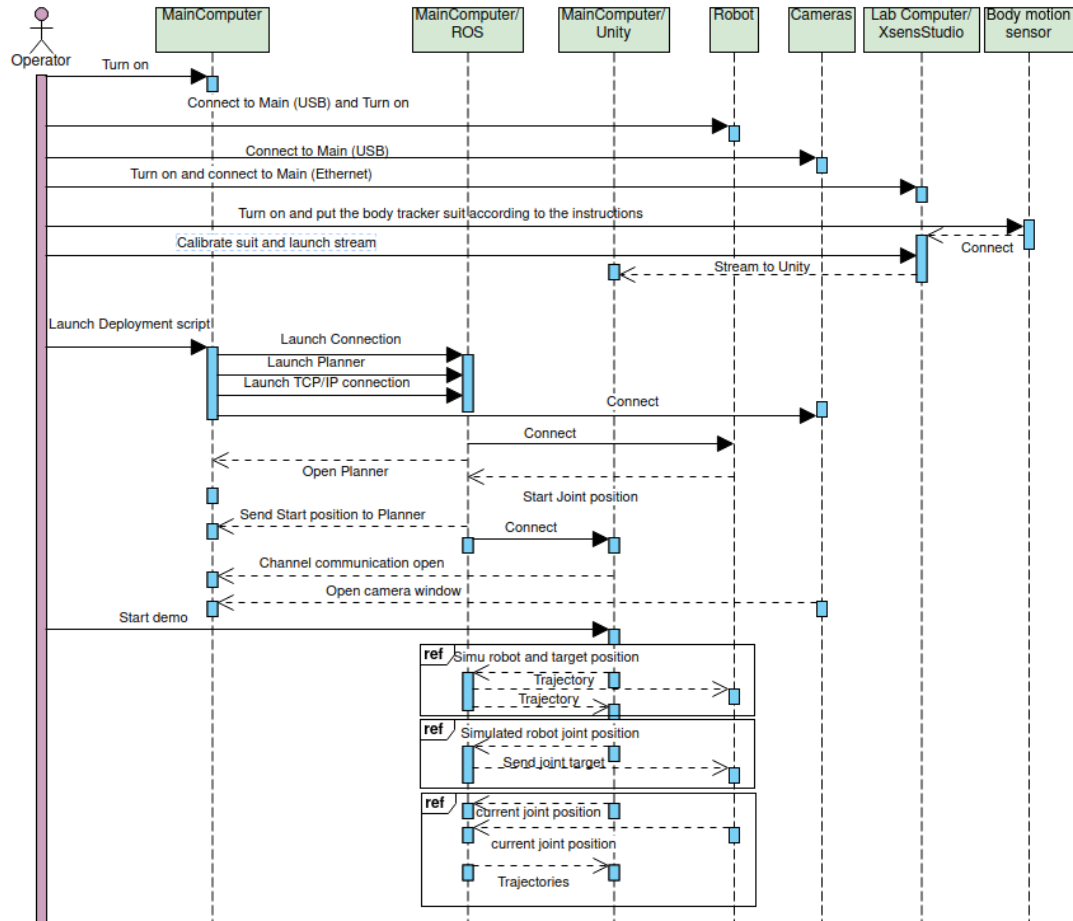 Operator
MainComputer
MainComputer/
ROS
MainComputer/
Unity
Robot
Cameras
Lab Computer/
XsensStudio
Body motion
sensor
Turn on
Connect to Main (USB) and Turn on
Connect to Main (USB)
Turn on and connect to Main (Ethernet)
Turn on and put the body tracker suit according to the instructions
Calibrate suit and launch stream
Connect
Stream to Unity
Launch Deployment script
Launch Connection
Launch Planner
Launch TCP/IP connection
Connect
Connect
Open Planner
Start Joint position
Send Start position to Planner
Connect
Channel communication open
Open camera window
Start demo
ref
Simu robot and target position
Trajectory
Trajectory
ref
Simulated robot joint position
Send joint target
ref
current joint position
current joint position
Trajectories